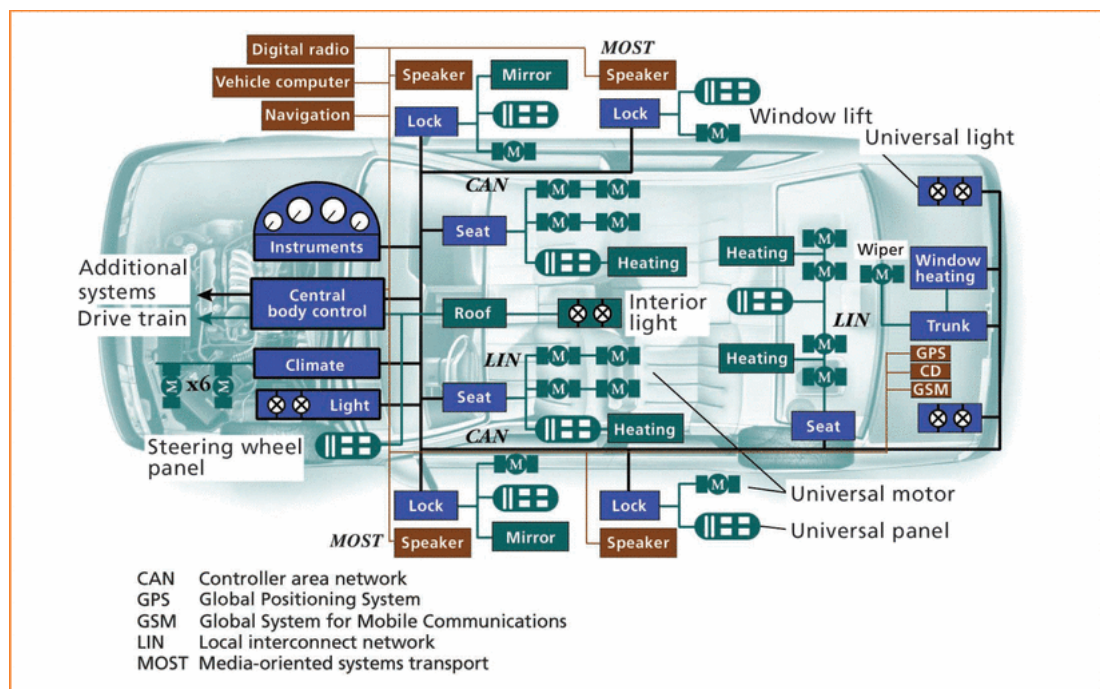 Digital radio
MOST
Vehicle computer
Speaker
Mirror
Speaker
Navigation
Lock
Lock
Window lift
M
M
Universal light
CAN
M M
Seat
M M
Instruments
Heating
Heating
M
Wiper
M
M
Window
heating
Additional
systems
Central
body control
Drive train
Roof
Interior
light
LIN
Trunk
LIN
M M
Heating
GPS
Climate
CD
M x6 M
Seat
M M
M
GSM
Light
CAN
Heating
Seat
Steering wheel
panel
M
M
Universal motor
Lock
Lock
Universal panel
MOST
Speaker
Mirror
Speaker
CAN Controller area network
GPS Global Positioning System
GSM Global System for Mobile Communications
LIN Local interconnect network
MOST Media-oriented systems transport